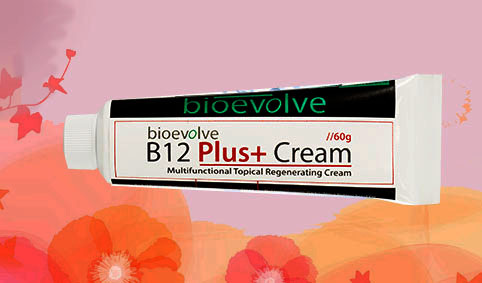 bioevolve
bioevolve
//60g
B12 Plus+ Cream
Multifunctional Topical Regenerating Cream